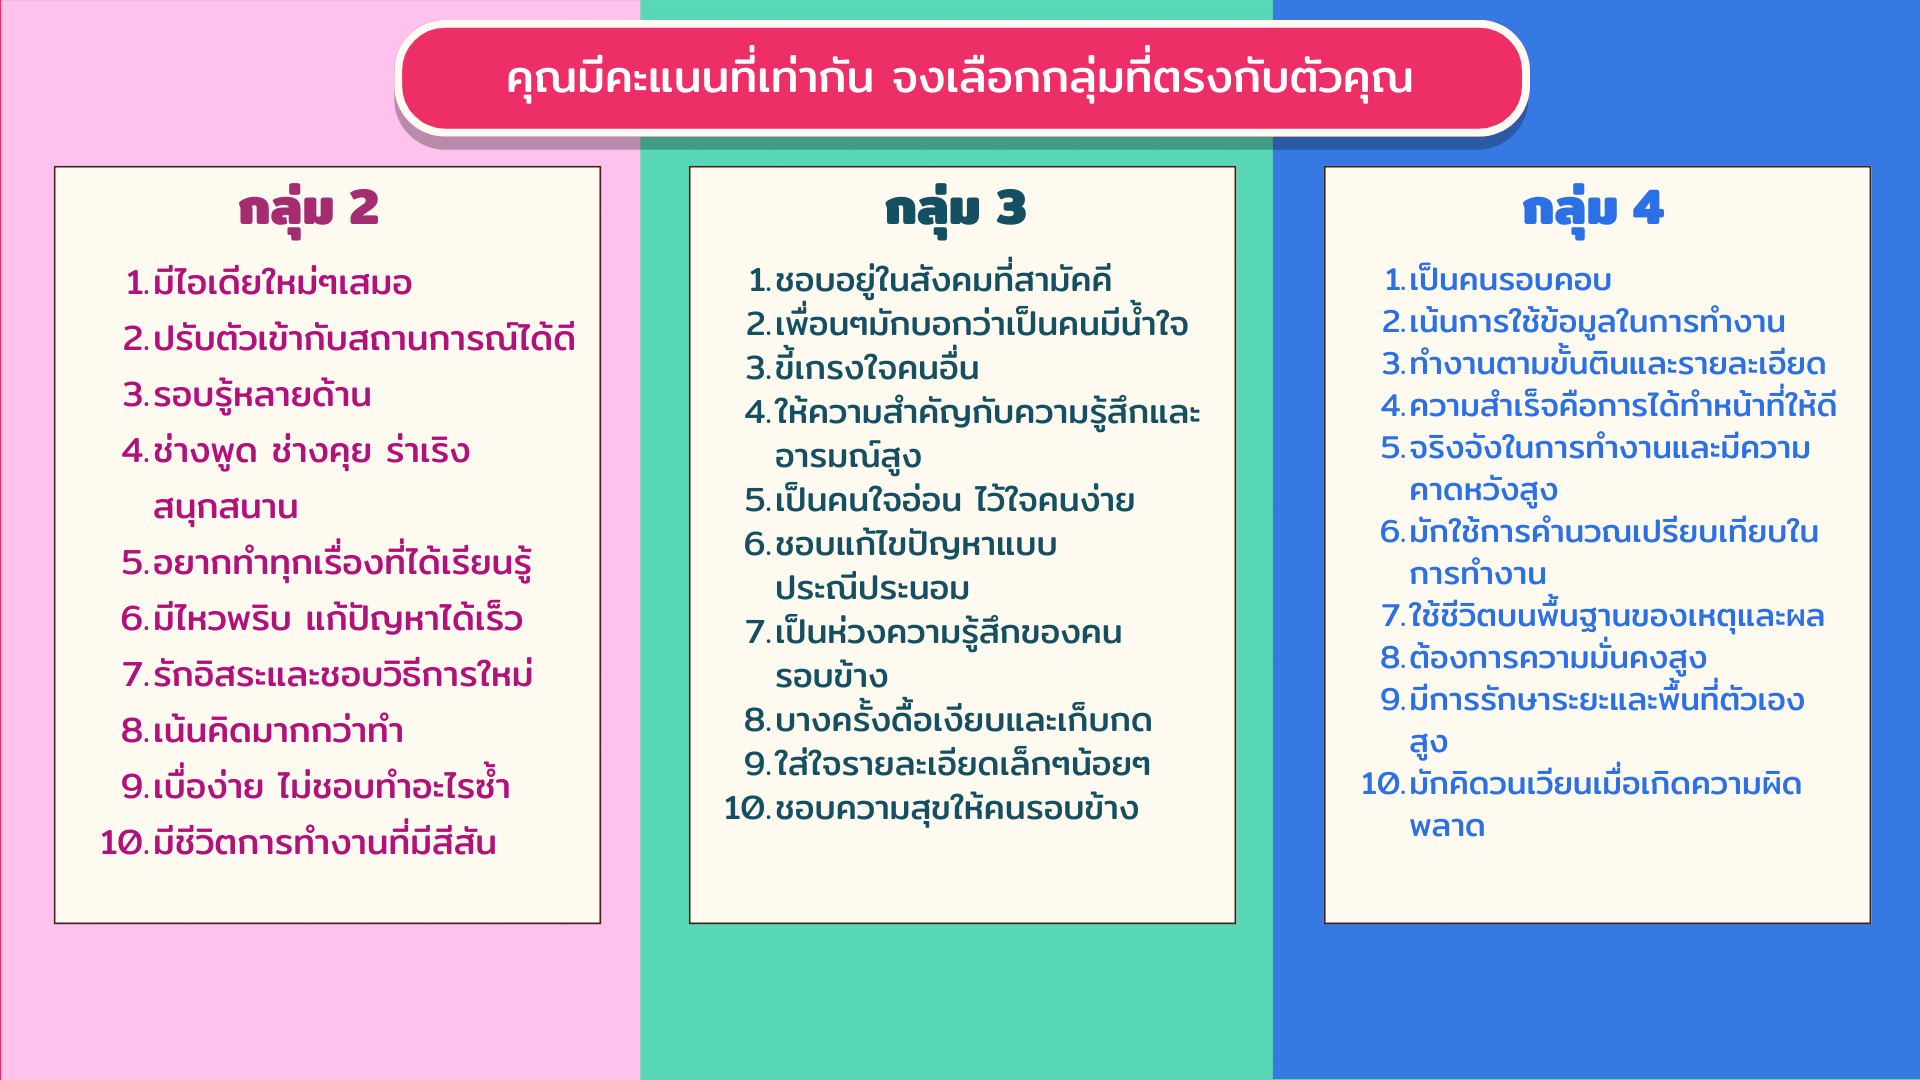 คุณมีคะแนนที่เท่ากัน จงเลือกกลุ่มที่ตรงกับตัวคุณ
กลุ่ม 2
1. มีไอเดียใหม่ๆเสมอ
2. ปรับตัวเข้ากับสถานการณ์ได้ดี
3. รอบรู้หลายด้าน
4. ช่างพูด ช่างคุย ร่าเริง
สนุกสนาน
5. อยากทำทุกเรื่องที่ได้เรียนรู้
6. มีไหวพริบ แก้ปัญหาได้เร็ว
7. รักอิสระและชอบวิธีการใหม่
8. เน้นคิดมากกว่าทำ
9. เบื่อง่าย ไม่ชอบทำอะไรซ้ำ
10. มีชีวิตการทำงานที่มีสีสัน
กลุ่ม 3
1. ชอบอยู่ในสังคมที่สามัคคี
2. เพื่อนๆมักบอกว่าเป็นคนมีน้ำใจ
3. ขี้เกรงใจคนอื่น
4. ให้ความสำคัญกับความรู้สึกและ
อารมณ์สูง
5. เป็นคนใจอ่อน ไว้ใจคนง่าย
6. ชอบแก้ไขปัญหาแบบ
ประณีประนอม
7. เป็นห่วงความรู้สึกของคน
รอบข้าง
8. บางครั้งดื้อเงียบและเก็บกด
9. ใส่ใจรายละเอียดเล็กๆน้อยๆ
10. ชอบความสุขให้คนรอบข้าง
กลุ่ม 4
1. เป็นคนรอบคอบ
2. เน้นการใช้ข้อมูลในการทำงาน
3. ทำงานตามขั้นตินและรายละเอียด
4. ความสำเร็จคือการได้ทำหน้าที่ให้ดี
5. จริงจังในการทำงานและมีความ
คาดหวังสูง
6. มักใช้การคำนวณเปรียบเทียบใน
การทำงาน
7. ใช้ชีวิตบนพื้นฐานของเหตุและผล
8. ต้องการความมั่นคงสูง
9. มีการรักษาระยะและพื้นที่ตัวเอง
สูง
10. มักคิดวนเวียนเมื่อเกิดความผิด
พลาด